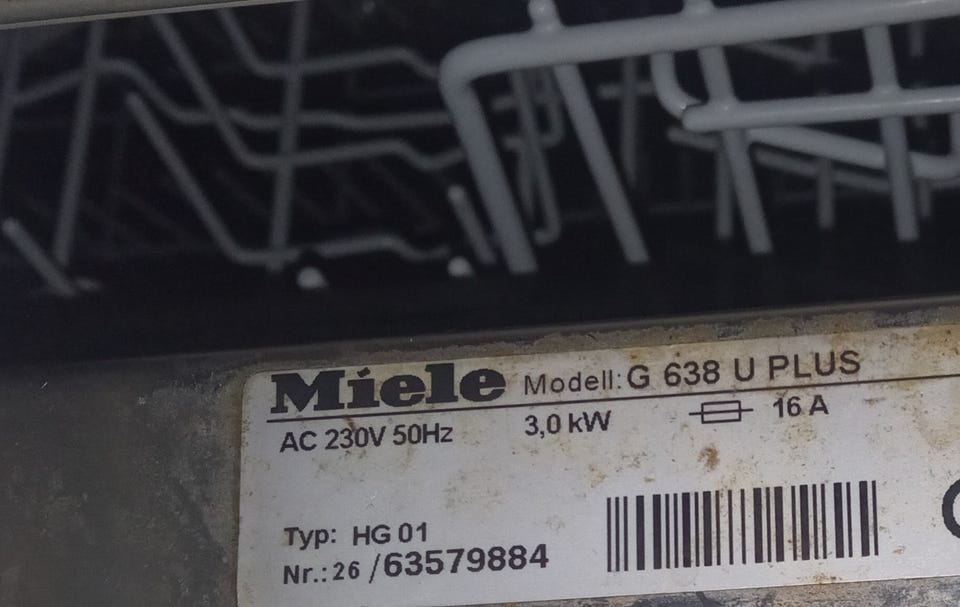 Miele Modell: G 638 U PLUS
AC 230V 50Hz 3,0 kW 16 A
Typ: HG 01
Nr.: 26 /63579884